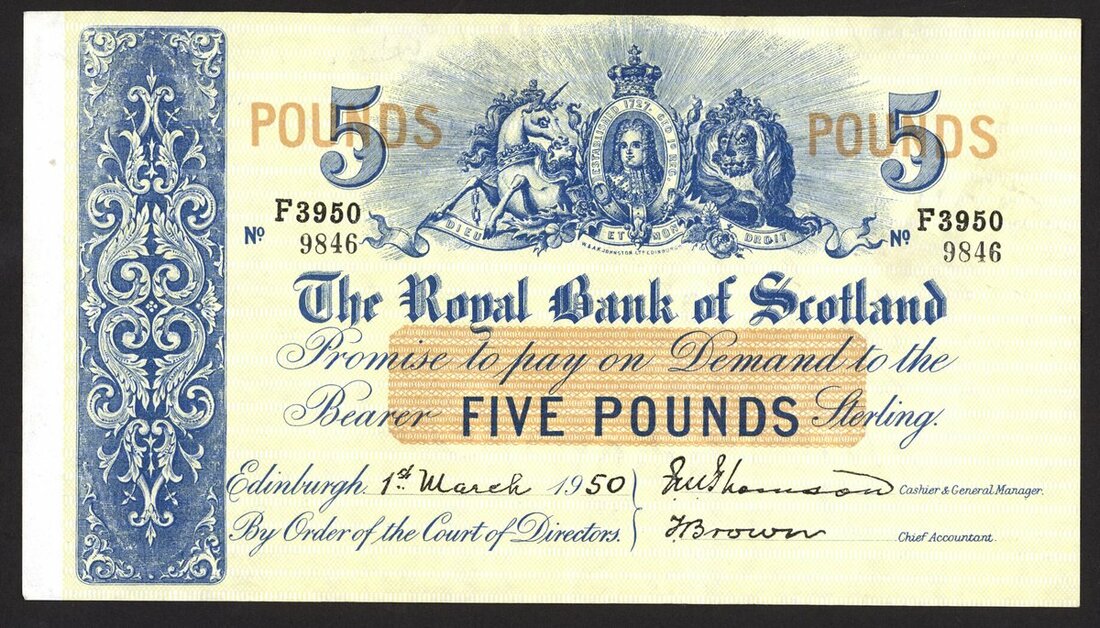 5 POUNDS
5 POUNDS
ESTABLISHED 1727. GEO 1º REG.
DIEU ET MON DROIT
W. & A.K. JOHNSTON LTD EDINBURGH
F3950
Nº 9846
F3950
Nº 9846
The Royal Bank of Scotland
Promise to pay on Demand to the
Bearer FIVE POUNDS Sterling.
Edinburgh. 1st. March 1950
By Order of the Court of Directors.
Thomson Cashier & General Manager.
Brown Chief Accountant.